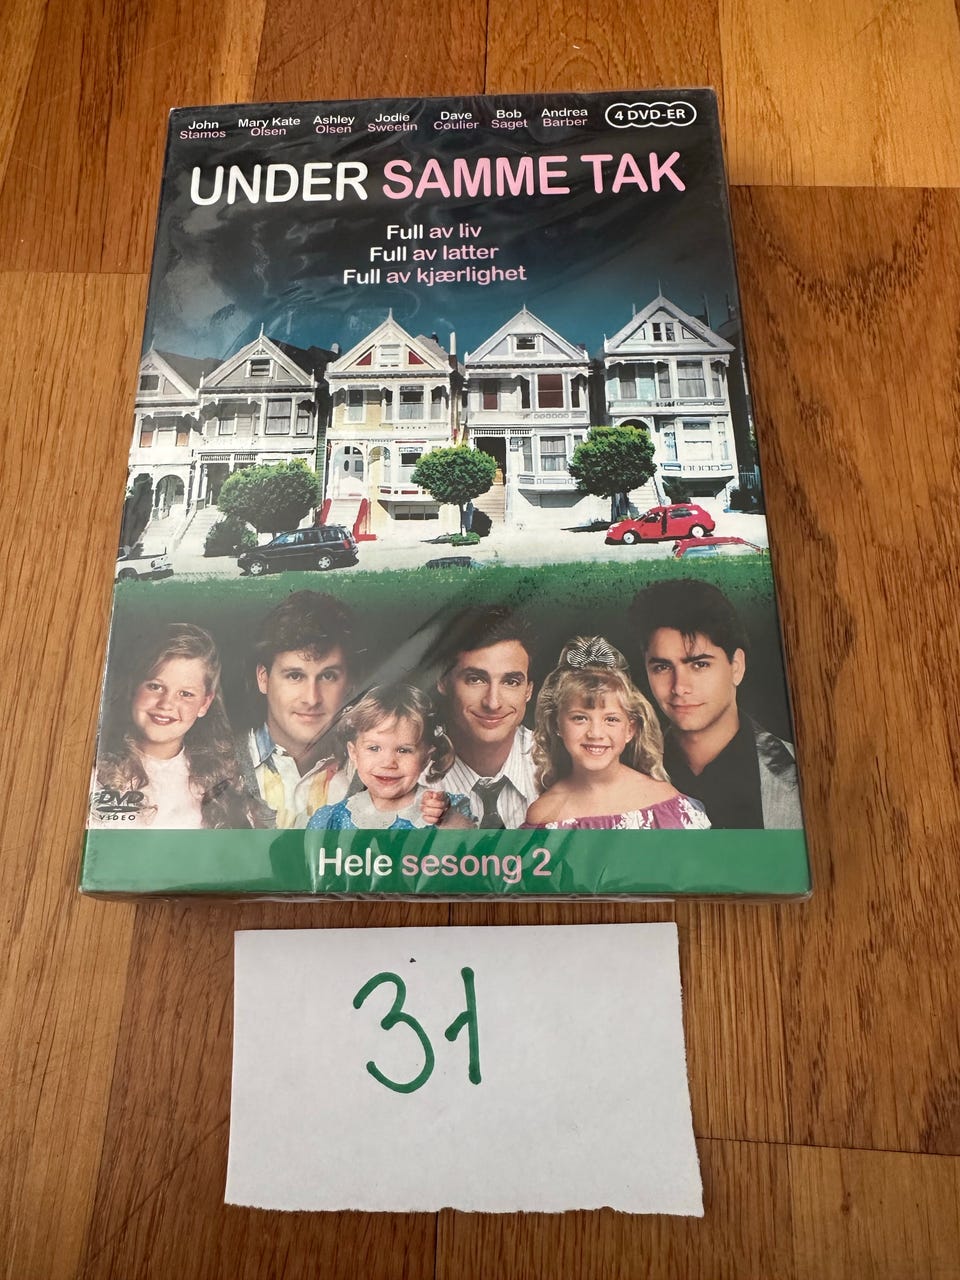 John Stamos
Mary Kate Olsen
Ashley Olsen
Jodie Sweetin
Dave Coulier
Bob Saget
Andrea Barber
4 DVD-ER
UNDER SAMME TAK
Full av liv
Full av latter
Full av kjærlighet
DVD
VIDEO
Hele sesong 2
31